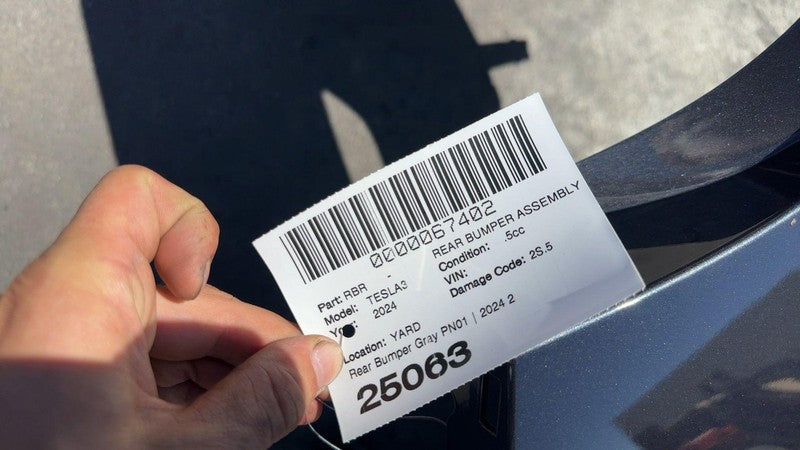 0000067402
Part: RBR - REAR BUMPER ASSEMBLY
Model: TESLA3 Condition: .5cc
2024 VIN:
Damage Code: 2S.5
Location: YARD
Rear Bumper Gray PN01 | 2024 2
25063